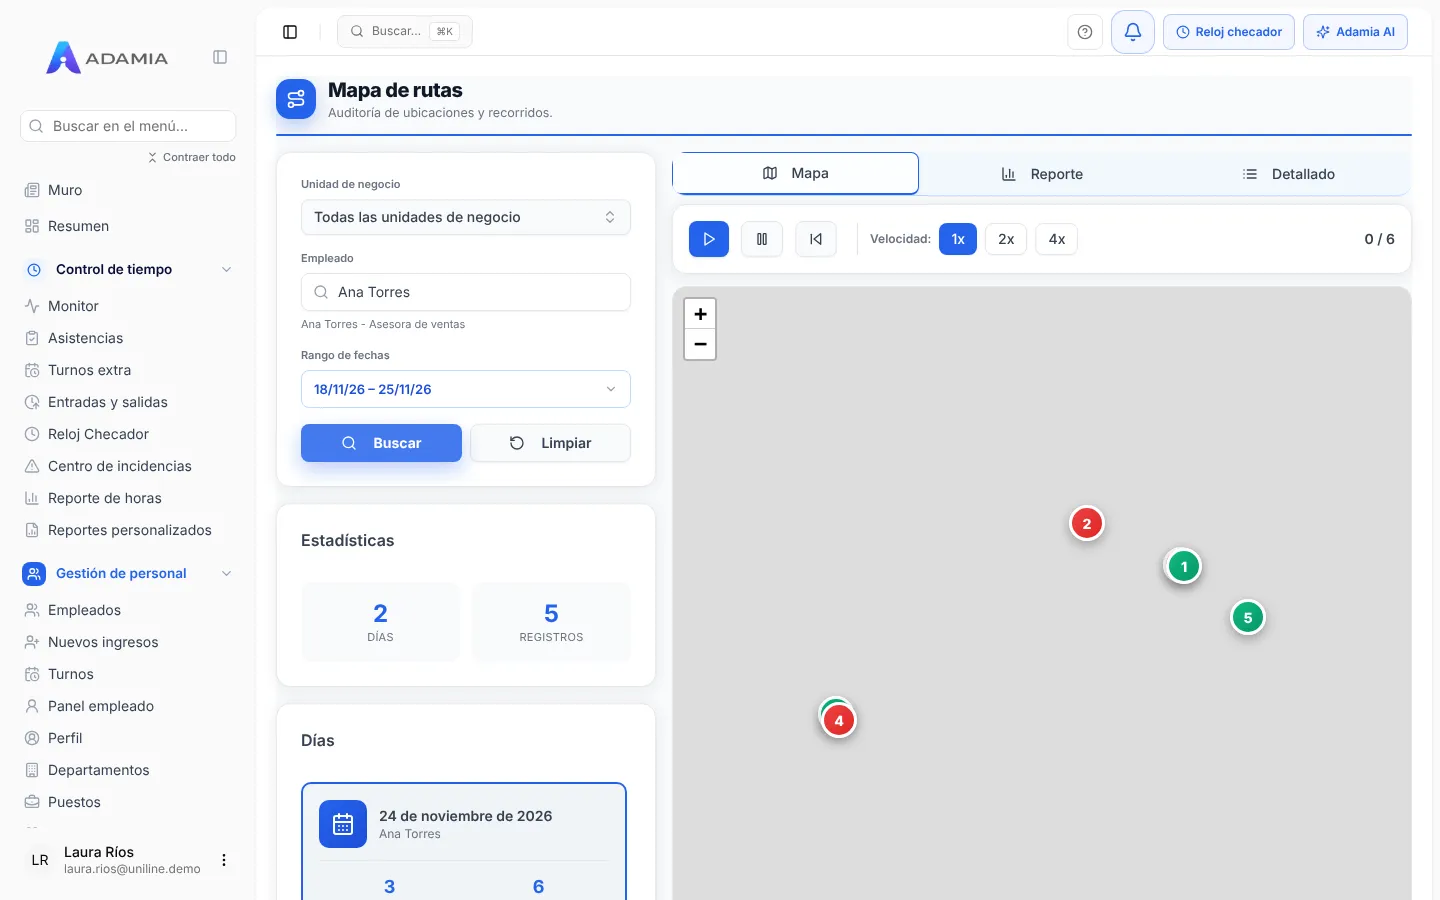 ADAMIA
Buscar en el menú...
Contraer todo
Muro
Resumen
Control de tiempo
Monitor
Asistencias
Turnos extra
Entradas y salidas
Reloj Checador
Centro de incidencias
Reporte de horas
Reportes personalizados
Gestión de personal
Empleados
Nuevos ingresos
Turnos
Panel empleado
Perfil
Departamentos
Puestos
LR
Laura Ríos
laura.rios@uniline.demo
Buscar... ⌘K
Reloj checador
Adamia AI
Mapa de rutas
Auditoría de ubicaciones y recorridos.
Unidad de negocio
Todas las unidades de negocio
Empleado
Ana Torres
Ana Torres - Asesora de ventas
Rango de fechas
18/11/26 – 25/11/26
Buscar
Limpiar
Estadísticas
2
DÍAS
5
REGISTROS
Días
24 de noviembre de 2026
Ana Torres
3
6
Mapa
Reporte
Detallado
Velocidad: 1x 2x 4x
0 / 6
+
−
2
1
5
4